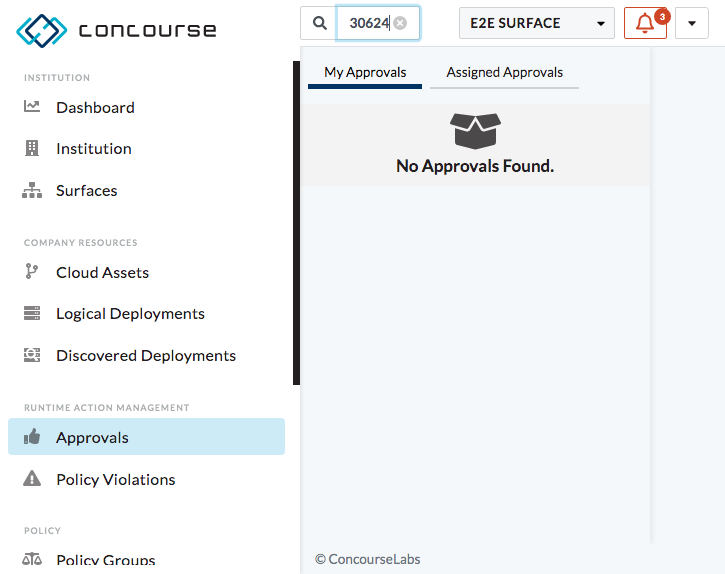 concourse
30624
E2E SURFACE
3
INSTITUTION
Dashboard
Institution
Surfaces
COMPANY RESOURCES
Cloud Assets
Logical Deployments
Discovered Deployments
RUNTIME ACTION MANAGEMENT
Approvals
Policy Violations
POLICY
Policy Groups
My Approvals
Assigned Approvals
No Approvals Found.
© ConcourseLabs